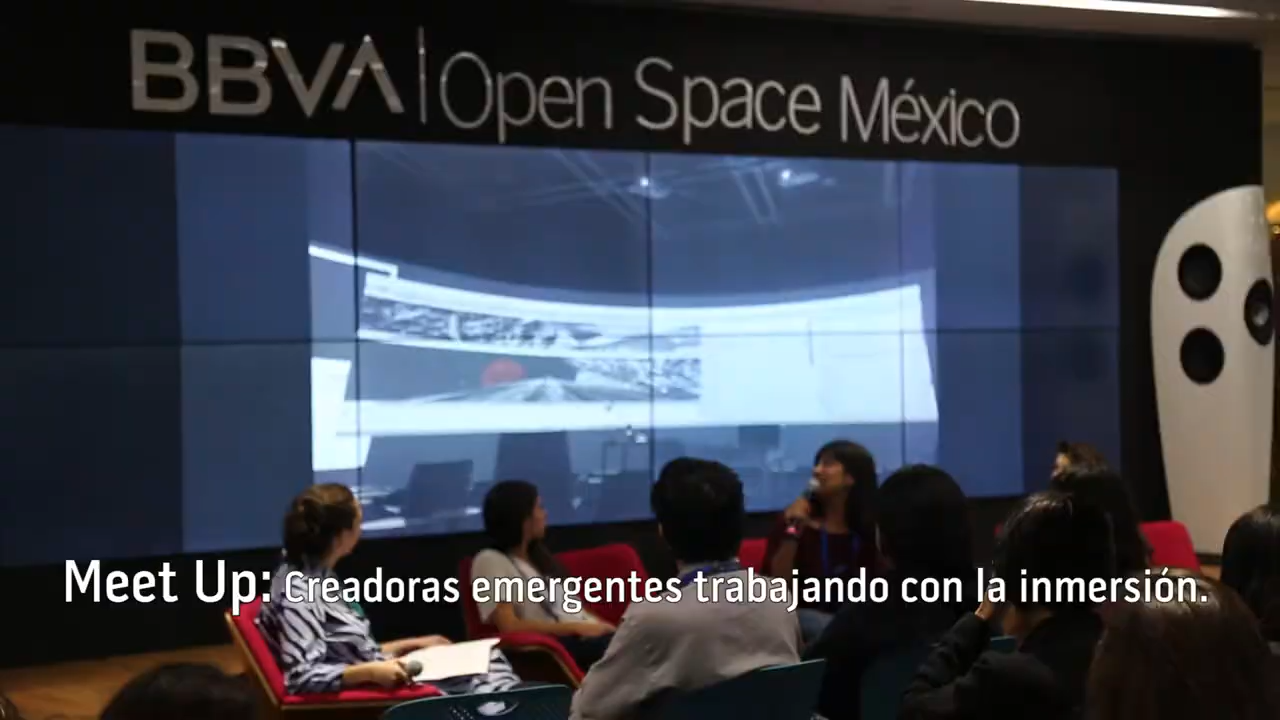 BBVA | Open Space México
Meet Up: Creadoras emergentes trabajando con la inmersión.